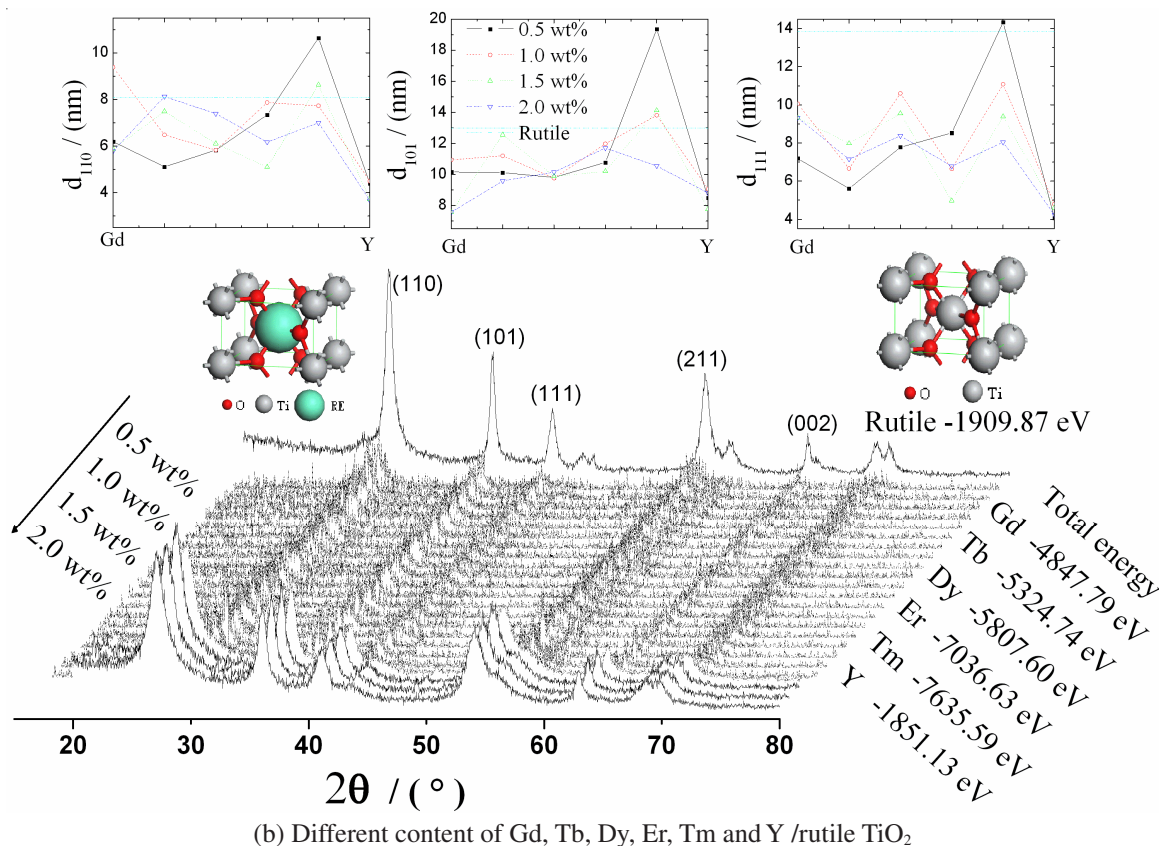 10
8
6
4
d110 / (nm)
Gd
Y
20
18
16
14
12
10
8
6
d101 / (nm)
0.5 wt%
1.0 wt%
1.5 wt%
2.0 wt%
Rutile
Gd
Y
14
12
10
8
6
4
d111 / (nm)
Gd
Y
(110)
(101)
(111)
(211)
(002)
O Ti RE
O Ti
Rutile -1909.87 eV
0.5 wt%
1.0 wt%
1.5 wt%
2.0 wt%
Total energy
Gd -4847.79 eV
Tb -5324.74 eV
Dy -5807.60 eV
Er -7036.63 eV
Tm -7635.59 eV
Y -1851.13 eV
20 30 40 50 60 70 80
2θ / ( ° )
(b) Different content of Gd, Tb, Dy, Er, Tm and Y /rutile TiO2